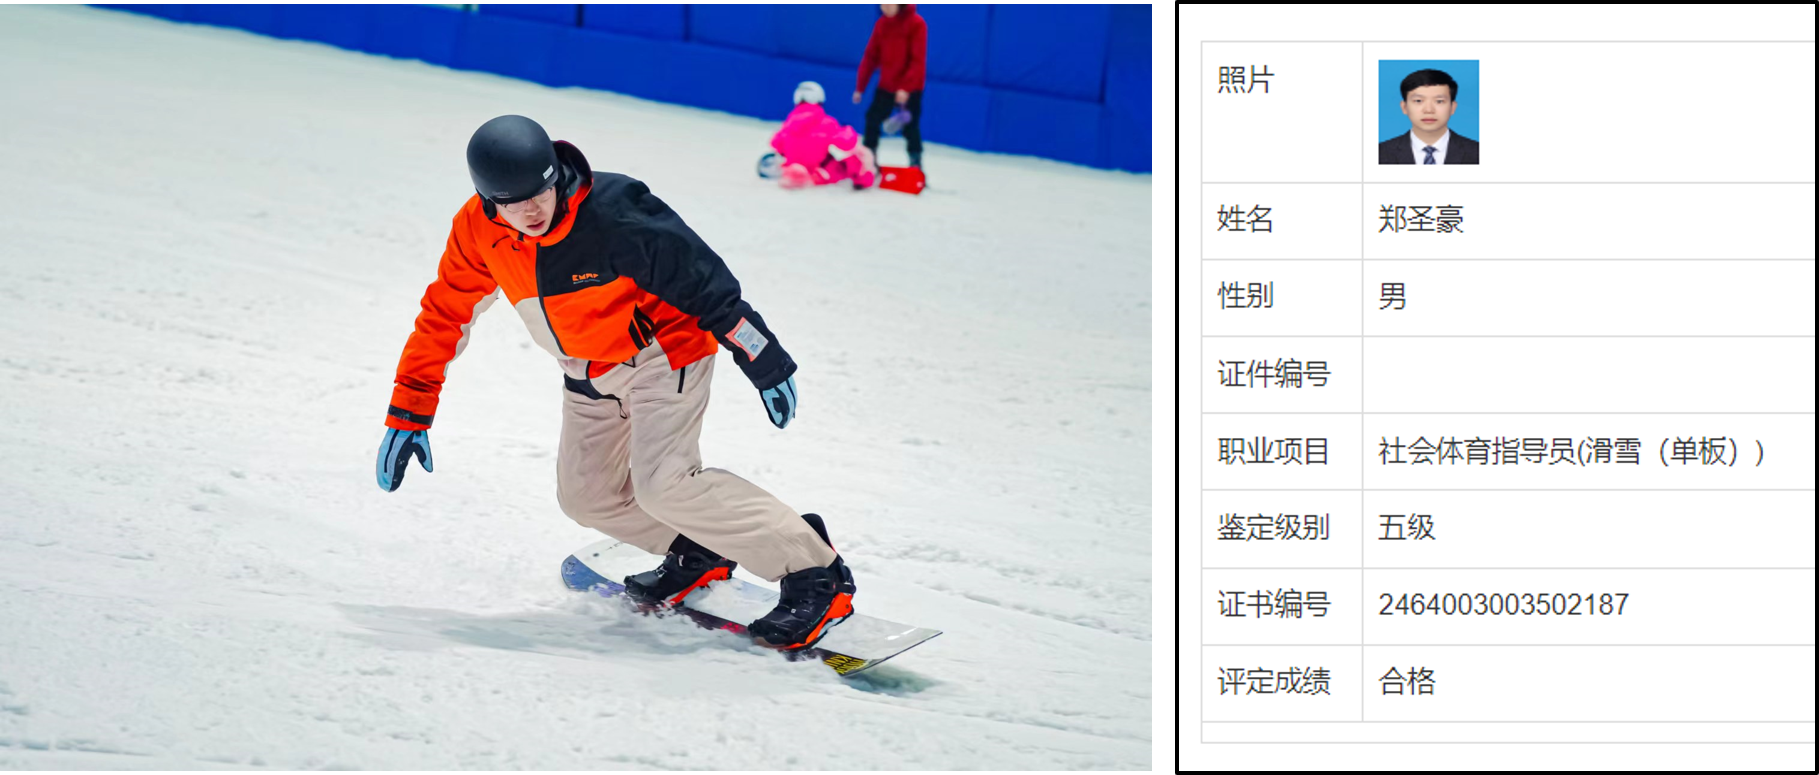 照片
姓名 郑圣豪
性别 男
证件编号
职业项目 社会体育指导员(滑雪（单板）)
鉴定级别 五级
证书编号 2464003003502187
评定成绩 合格